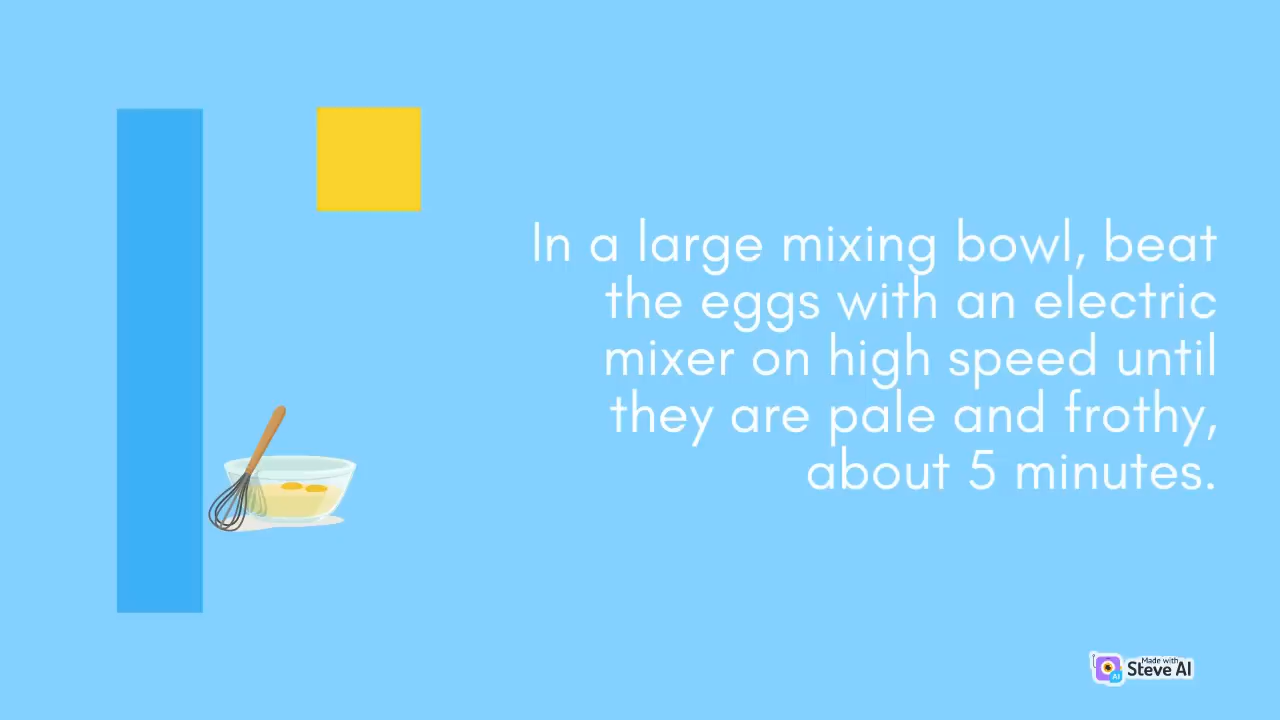 In a large mixing bowl, beat
the eggs with an electric
mixer on high speed until
they are pale and frothy,
about 5 minutes.
Made with
Steve AI
AI